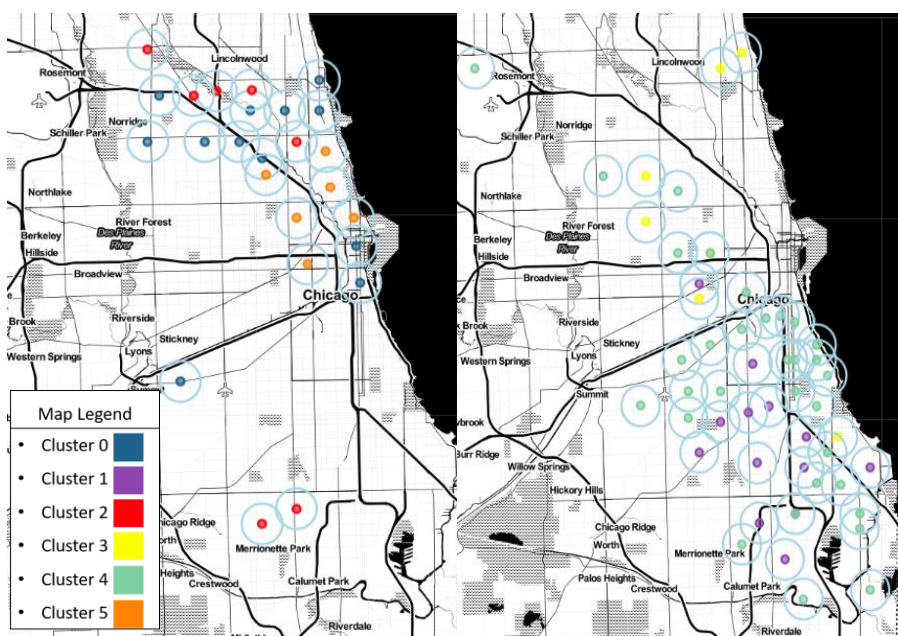 Lincolnwood
Rosemont
Norridge
Schiller Park
Northlake
River Forest
Des Plaines
River
Berkeley
Hillside
Broadview
Chicago
Brook
Riverside
Stickney
Western Springs
Lyons
Map Legend
• Cluster 0
• Cluster 1
• Cluster 2
• Cluster 3
• Cluster 4
• Cluster 5
Chicago Ridge
Merrionette Park
Heights
Crestwood
Calumet Park
Riverdale
Lincolnwood
Rosemont
Norridge
Schiller Park
Northlake
River Forest
Des Plaines
River
Berkeley
Hillside
Broadview
Chicago
Brook
Riverside
Stickney
Western Springs
Lyons
Summit
wbrook
Burr Ridge
Willow Springs
Hickory Hills
Chicago Ridge
Worth
Merrionette Park
Palos Heights
Crestwood
Calumet Park
Riverdale